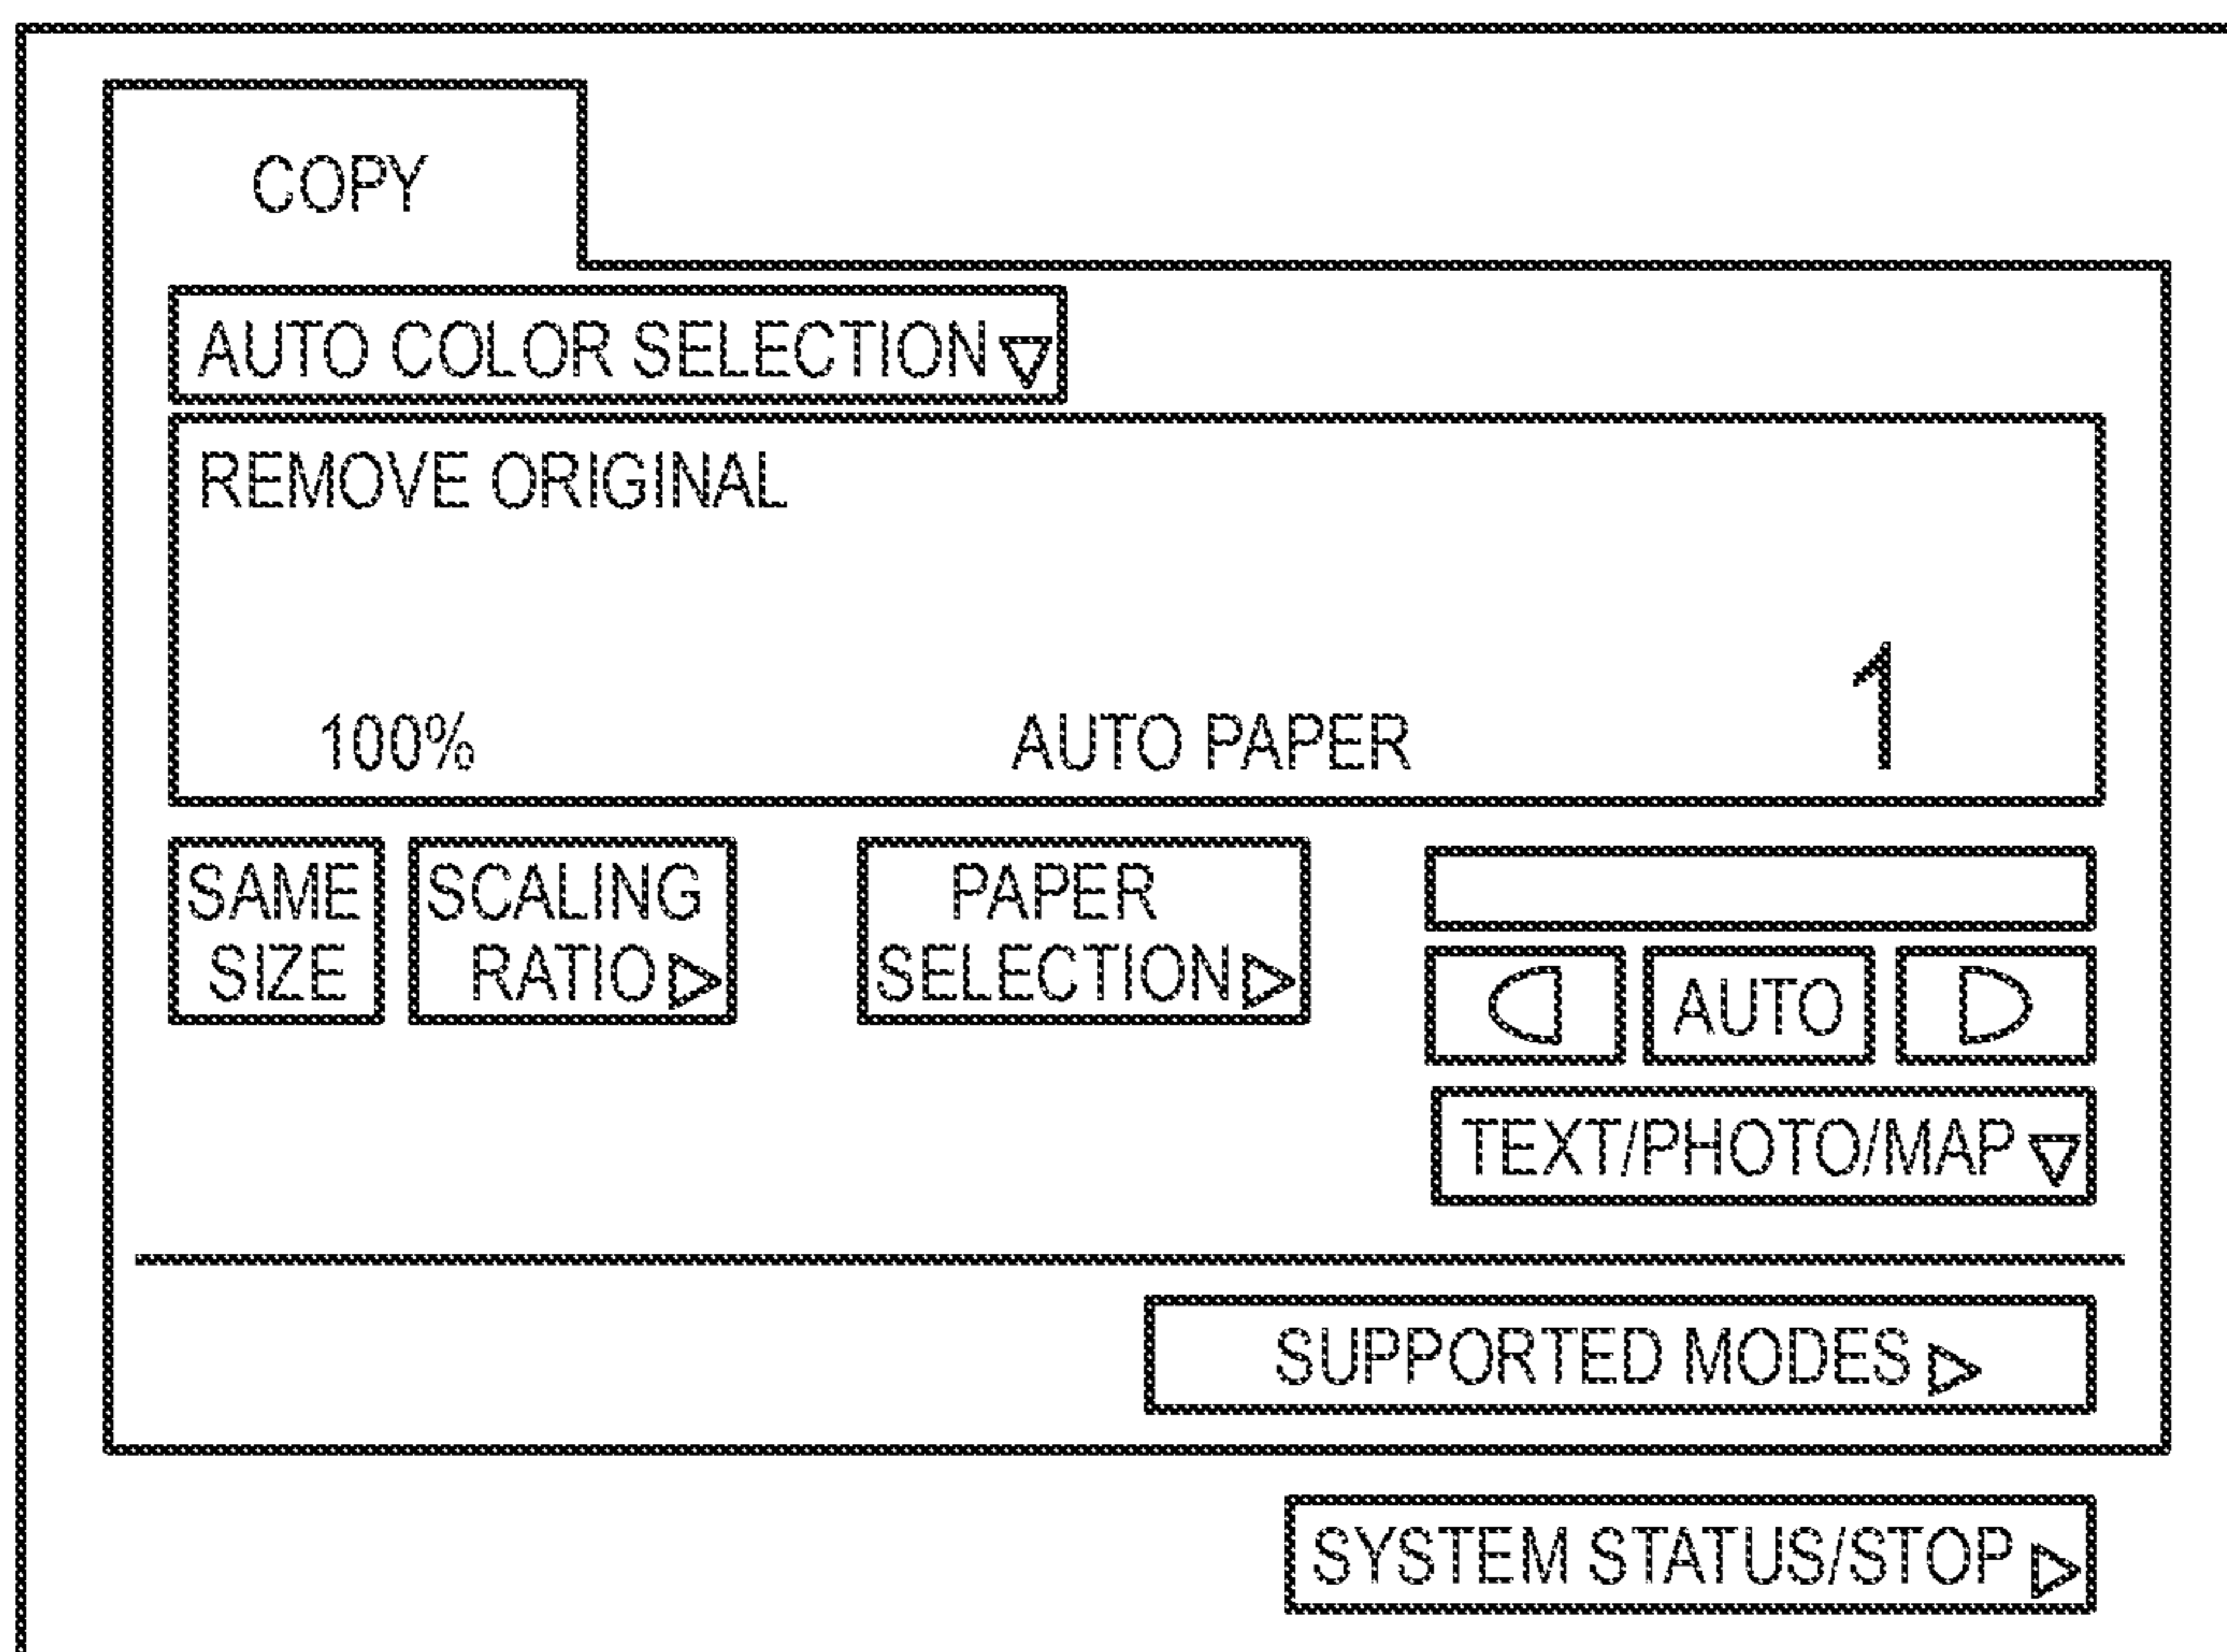 COPY
AUTO COLOR SELECTION
REMOVE ORIGINAL
100% AUTO PAPER 1
SAME
SIZE
SCALING
RATIO
PAPER
SELECTION
AUTO
TEXT/PHOTO/MAP
SUPPORTED MODES
SYSTEM STATUS/STOP